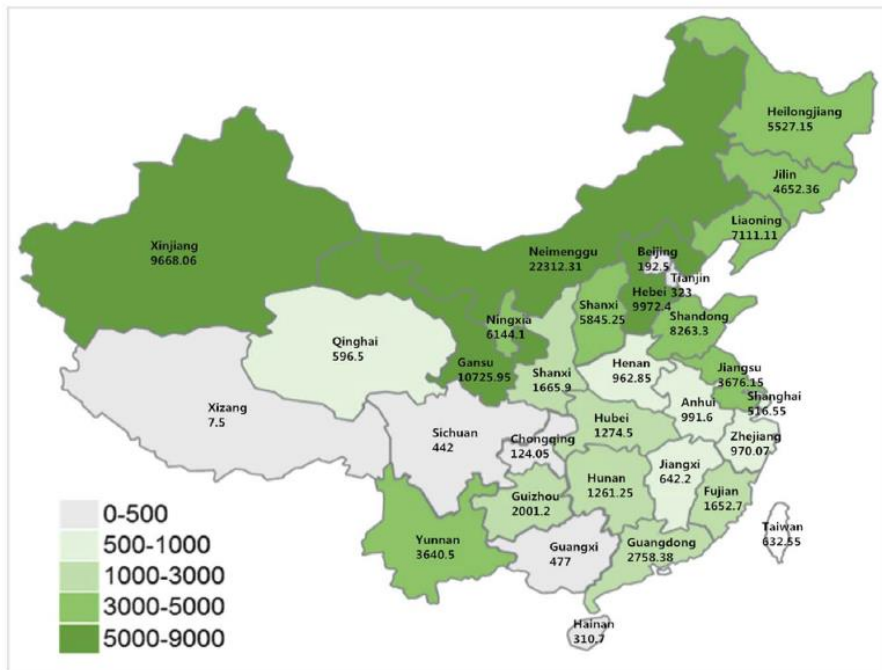 Heilongjiang
5527.15
Jilin
4652.36
Liaoning
7111.11
Xinjiang
9668.06
Neimenggu
22312.31
Beijing
192.5
Tianjin
323
Hebei
9972.4
Shanxi
5845.25
Shandong
8263.3
Ningxia
6144.1
Qinghai
596.5
Gansu
10725.95
Shanxi
1665.9
Henan
962.85
Jiangsu
3676.15
Shanghai
516.55
Anhui
991.6
Xizang
7.5
Sichuan
442
Chongqing
124.05
Hubei
1274.5
Zhejiang
970.07
Jiangxi
642.2
Hunan
1261.25
Guizhou
2001.2
Fujian
1652.7
Yunnan
3640.5
Guangxi
477
Guangdong
2758.38
Taiwan
632.55
Hainan
310.7
0-500
500-1000
1000-3000
3000-5000
5000-9000